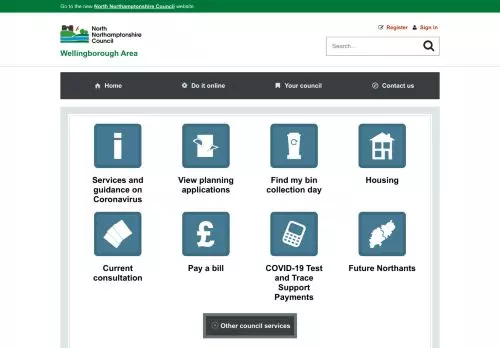 Go to the new North Northamptonshire Council website
North
Northamptonshire
Council
Wellingborough Area
Register Sign in
Search...
Home Do it online Your council Contact us
Services and guidance on Coronavirus
View planning applications
Find my bin collection day
Housing
Current consultation
Pay a bill
COVID-19 Test and Trace Support Payments
Future Northants
Other council services